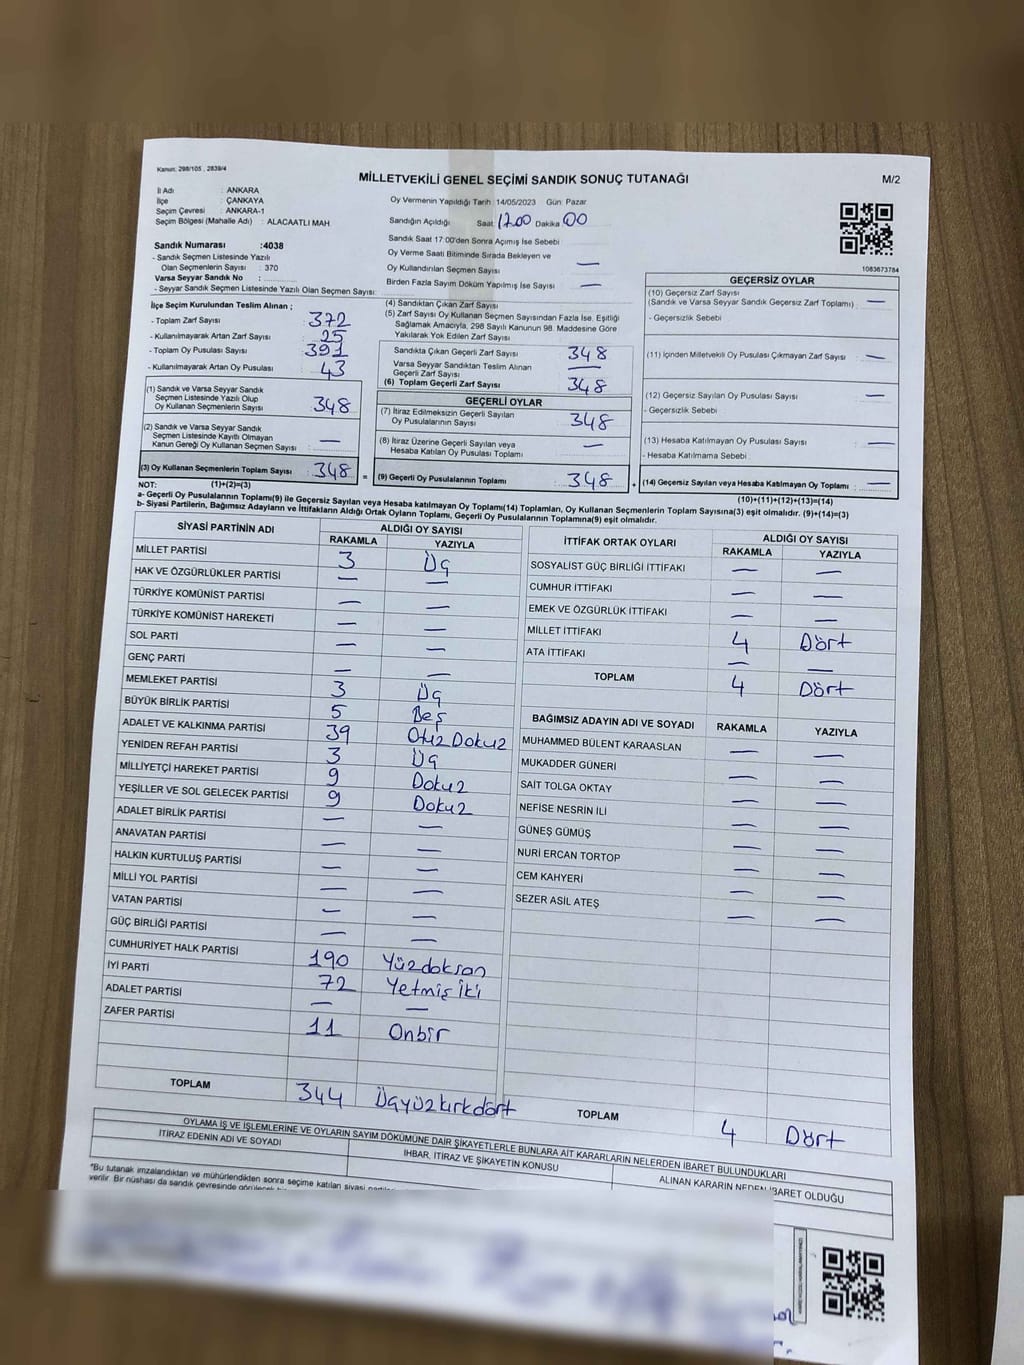 Kanun: 298/105 , 2839/4
MİLLETVEKİLİ GENEL SEÇİMİ SANDIK SONUÇ TUTANAĞI
M/2
İl Adı : ANKARA
İlçe : ÇANKAYA
Seçim Çevresi : ANKARA-1
Seçim Bölgesi (Mahalle Adı) : ALACAATLI MAH.
Sandık Numarası :4038
- Sandık Seçmen Listesinde Yazılı
Olan Seçmenlerin Sayısı : 370
Varsa Seyyar Sandık No :
- Seyyar Sandık Seçmen Listesinde Yazılı Olan Seçmen Sayısı:
Oy Vermenin Yapıldığı Tarih : 14/05/2023 Gün: Pazar
Sandığın Açıldığı Saat: 17.00 Dakika 00
Sandık Saat 17:00'den Sonra Açımış İse Sebebi
Oy Verme Saati Bitiminde Sırada Bekleyen ve
Oy Kullandırılan Seçmen Sayısı —
Birden Fazla Sayım Döküm Yapılmış İse Sayısı —
1083673784
İlçe Seçim Kurulundan Teslim Alınan ;
- Toplam Zarf Sayısı 372
- Kullanılmayarak Artan Zarf Sayısı 25
- Toplam Oy Pusulası Sayısı 391
- Kullanılmayarak Artan Oy Pusulası 43
(1) Sandık ve Varsa Seyyar Sandık
Seçmen Listesinde Yazılı Olup
Oy Kullanan Seçmenlerin Sayısı 348
(2) Sandık ve Varsa Seyyar Sandık
Seçmen Listesinde Kayıtlı Olmayan
Kanun Gereği Oy Kullanan Seçmen Sayısı —
(3) Oy Kullanan Seçmenlerin Toplam Sayısı 348 =
(4) Sandıktan Çıkan Zarf Sayısı
(5) Zarf Sayısı Oy Kullanan Seçmen Sayısından Fazla İse, Eşitliği
Sağlamak Amacıyla, 298 Sayılı Kanunun 98. Maddesine Göre
Yakılarak Yok Edilen Zarf Sayısı
Sandıkta Çıkan Geçerli Zarf Sayısı 348
Varsa Seyyar Sandıktan Teslim Alınan
Geçerli Zarf Sayısı —
(6) Toplam Geçerli Zarf Sayısı 348
GEÇERLİ OYLAR
(7) İtiraz Edilmeksizin Geçerli Sayılan
Oy Pusulalarının Sayısı 348
(8) İtiraz Üzerine Geçerli Sayılan veya
Hesaba Katılan Oy Pusulası Toplamı —
(9) Geçerli Oy Pusulalarının Toplamı 348 +
GEÇERSİZ OYLAR
(10) Geçersiz Zarf Sayısı
(Sandık ve Varsa Seyyar Sandık Geçersiz Zarf Toplamı) : —
- Geçersizlik Sebebi
(11) İçinden Milletvekili Oy Pusulası Çıkmayan Zarf Sayısı : —
(12) Geçersiz Sayılan Oy Pusulası Sayısı : —
- Geçersizlik Sebebi
(13) Hesaba Katılmayan Oy Pusulası Sayısı : —
- Hesaba Katılmama Sebebi
(14) Geçersiz Sayılan veya Hesaba Katılmayan Oy Toplamı : —
NOT: (1)+(2)=(3)
(10)+(11)+(12)+(13)=(14)
a- Geçerli Oy Pusulalarının Toplamı(9) ile Geçersiz Sayılan veya Hesaba katılmayan Oy Toplamı(14) Toplamları, Oy Kullanan Seçmenlerin Toplam Sayısına(3) eşit olmalıdır. (9)+(14)=(3)
b- Siyasi Partilerin, Bağımsız Adayların ve İttifakların Aldığı Ortak Oyların Toplamı, Geçerli Oy Pusulalarının Toplamına(9) eşit olmalıdır.
SİYASİ PARTİNİN ADI ALDIĞI OY SAYISI
RAKAMLA YAZIYLA
MİLLET PARTİSİ 3 Üç
HAK VE ÖZGÜRLÜKLER PARTİSİ — —
TÜRKİYE KOMÜNİST PARTİSİ — —
TÜRKİYE KOMÜNİST HAREKETİ — —
SOL PARTİ — —
GENÇ PARTİ — —
MEMLEKET PARTİSİ 3 Üç
BÜYÜK BİRLİK PARTİSİ 5 Beş
ADALET VE KALKINMA PARTİSİ 39 Otuz Dokuz
YENİDEN REFAH PARTİSİ 3 Üç
MİLLİYETÇİ HAREKET PARTİSİ 9 Dokuz
YEŞİLLER VE SOL GELECEK PARTİSİ 9 Dokuz
ADALET BİRLİK PARTİSİ — —
ANAVATAN PARTİSİ — —
HALKIN KURTULUŞ PARTİSİ — —
MİLLİ YOL PARTİSİ — —
VATAN PARTİSİ — —
GÜÇ BİRLİĞİ PARTİSİ — —
CUMHURİYET HALK PARTİSİ 190 Yüzdoksan
İYİ PARTİ 72 Yetmiş İki
ADALET PARTİSİ — —
ZAFER PARTİSİ 11 Onbir
TOPLAM 344 Üçyüzkırkdört
İTTİFAK ORTAK OYLARI ALDIĞI OY SAYISI
RAKAMLA YAZIYLA
SOSYALİST GÜÇ BİRLİĞİ İTTİFAKI — —
CUMHUR İTTİFAKI — —
EMEK VE ÖZGÜRLÜK İTTİFAKI — —
MİLLET İTTİFAKI 4 Dört
ATA İTTİFAKI — —
TOPLAM 4 Dört
BAĞIMSIZ ADAYIN ADI VE SOYADI RAKAMLA YAZIYLA
MUHAMMED BÜLENT KARAASLAN — —
MUKADDER GÜNERİ — —
SAİT TOLGA OKTAY — —
NEFİSE NESRİN İLİ — —
GÜNEŞ GÜMÜŞ — —
NURİ ERCAN TORTOP — —
CEM KAHYERİ — —
SEZER ASİL ATEŞ — —
TOPLAM 4 Dört
OYLAMA İŞ VE İŞLEMLERİNE VE OYLARIN SAYIM DÖKÜMÜNE DAİR ŞİKAYETLERLE BUNLARA AİT KARARLARIN NELERDEN İBARET BULUNDUKLARI
İTİRAZ EDENİN ADI VE SOYADI İHBAR, İTİRAZ VE ŞİKAYETİN KONUSU ALINAN KARARIN NEDEN İBARET OLDUĞU
*Bu tutanak imzalandıktan ve mühürlendikten sonra seçime katılan siyasi
verilir. Bir nüshası da sandık çevresinde